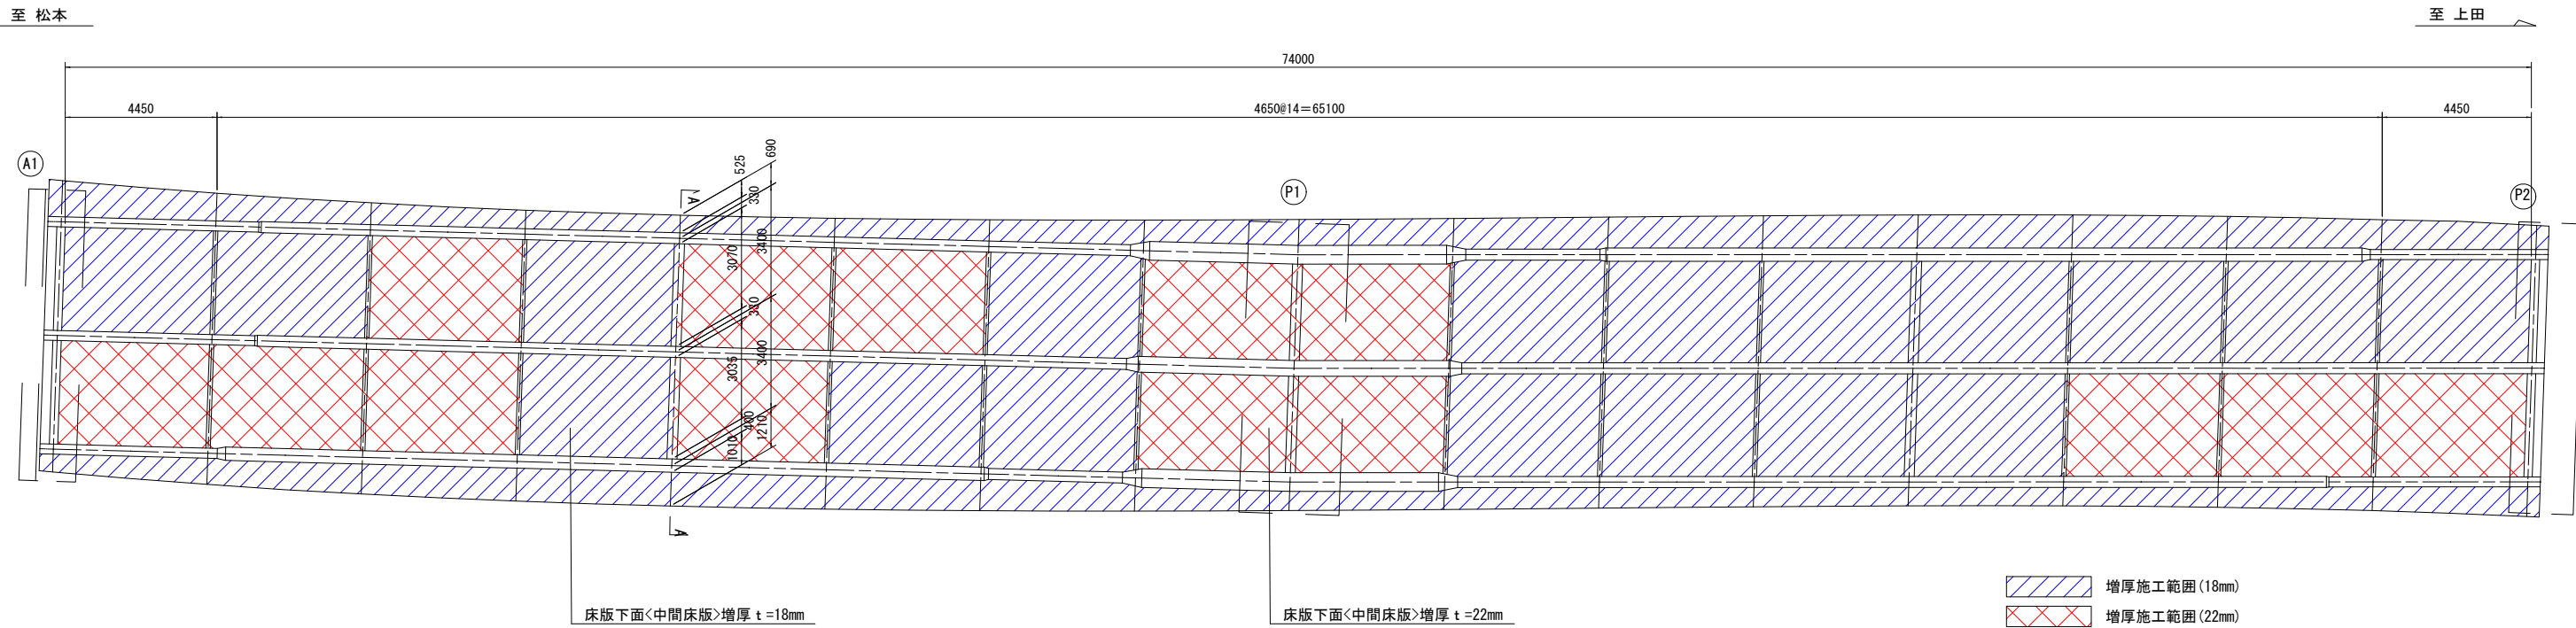 至 松本
至 上田
74000
4450
4650@14=65100
4450
A1
P1
P2
A
525
690
330
3070
3400
330
3035
3400
400
1010
1210
A
床版下面<中間床版>増厚 t =18mm
床版下面<中間床版>増厚 t =22mm
増厚施工範囲(18mm)
増厚施工範囲(22mm)